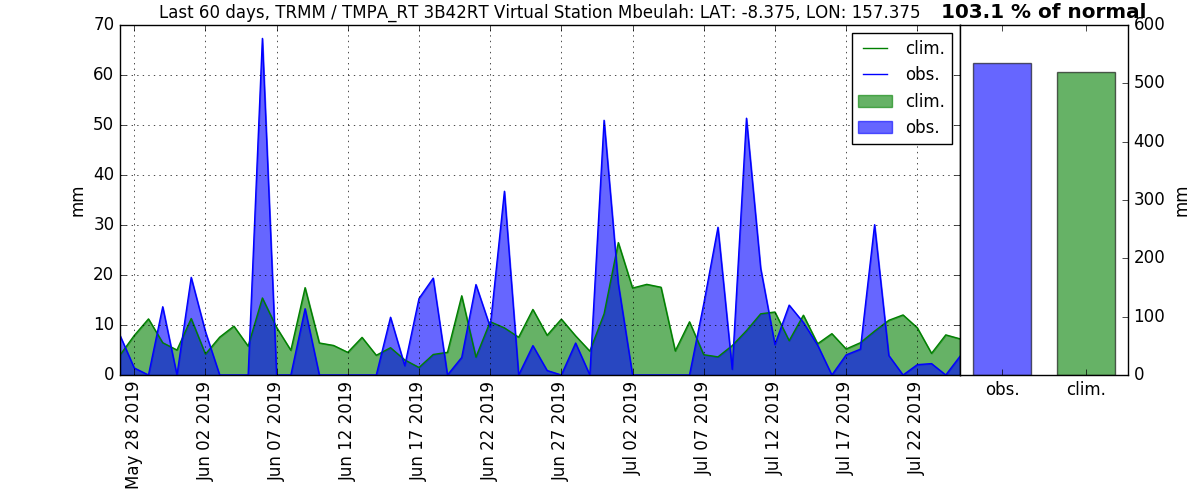 Last 60 days, TRMM / TMPA_RT 3B42RT Virtual Station Mbeulah: LAT: -8.375, LON: 157.375 103.1 % of normal
70
60
50
40
30
20
10
0
mm
clim.
obs.
clim.
obs.
600
500
400
300
200
100
0
mm
May 28 2019
Jun 02 2019
Jun 07 2019
Jun 12 2019
Jun 17 2019
Jun 22 2019
Jun 27 2019
Jul 02 2019
Jul 07 2019
Jul 12 2019
Jul 17 2019
Jul 22 2019
obs.
clim.